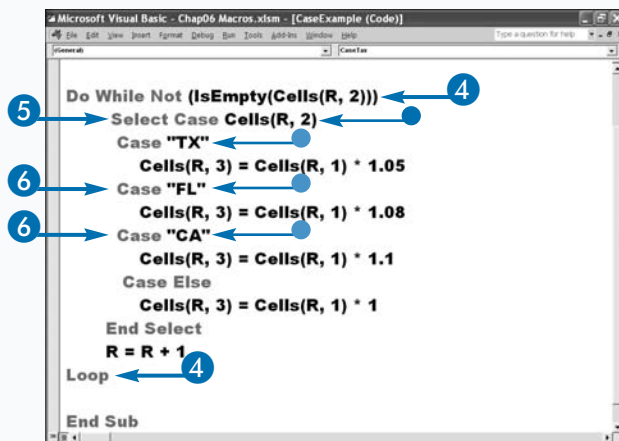 Microsoft Visual Basic - Chap06 Macros.xlsm - [CaseExample (Code)]
File Edit View Insert Format Debug Run Tools Add-Ins Window Help Type a question for help
(General) CaseTax
Do While Not (IsEmpty(Cells(R, 2))) 4
5 Select Case Cells(R, 2)
Case "TX"
Cells(R, 3) = Cells(R, 1) * 1.05
6 Case "FL"
Cells(R, 3) = Cells(R, 1) * 1.08
6 Case "CA"
Cells(R, 3) = Cells(R, 1) * 1.1
Case Else
Cells(R, 3) = Cells(R, 1) * 1
End Select
R = R + 1
Loop 4
End Sub